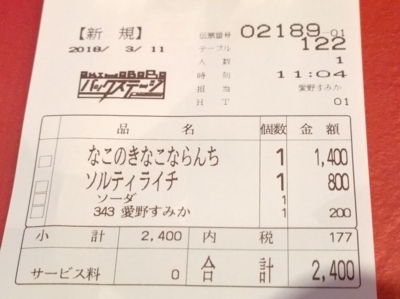 【新 規】
伝票番号 02189-01
2018/ 3/11
テーブル 122
人 数 1
時 刻 11:04
担 当 愛野すみか
H T 01
AKIHABARA
バックステージ
品 名 個数 金 額
なこのきなこならんち 1 1,400
ソルティライチ 1 800
ソーダ 1
343 愛野すみか 1 200
小 計 2,400 内 税 177
サービス料 0 合 計 2,400